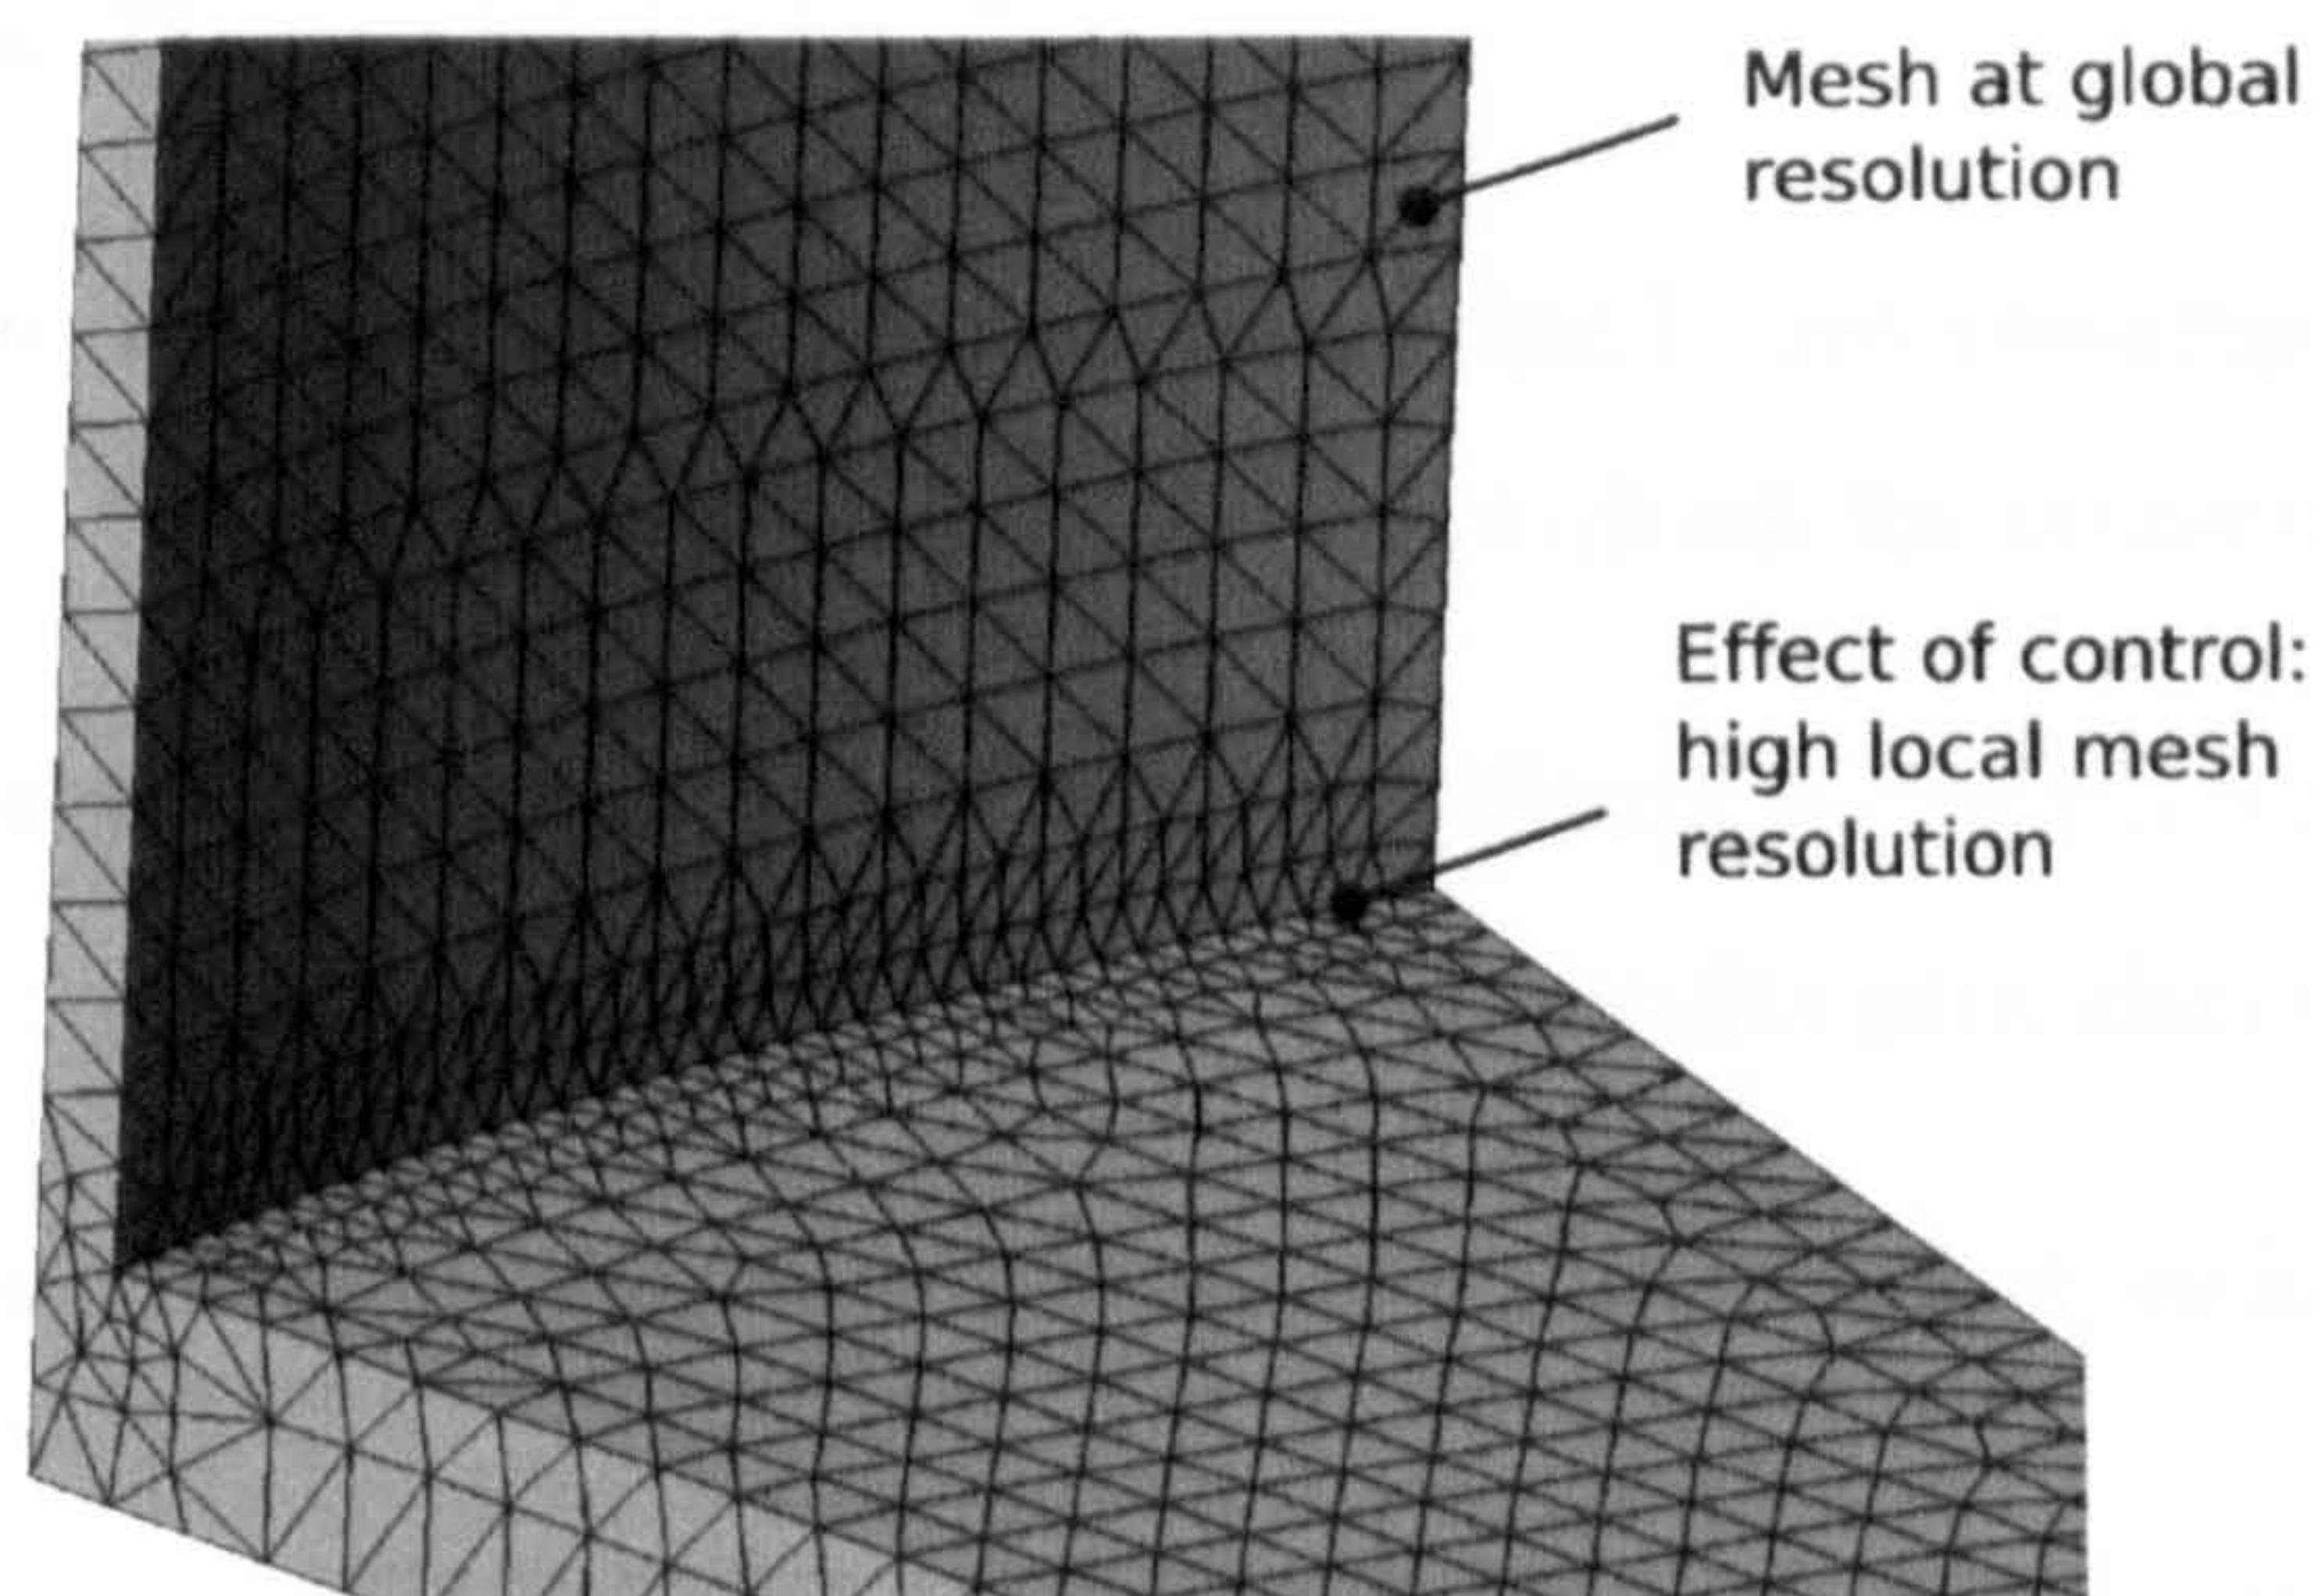 Mesh at global
resolution
Effect of control:
high local mesh
resolution